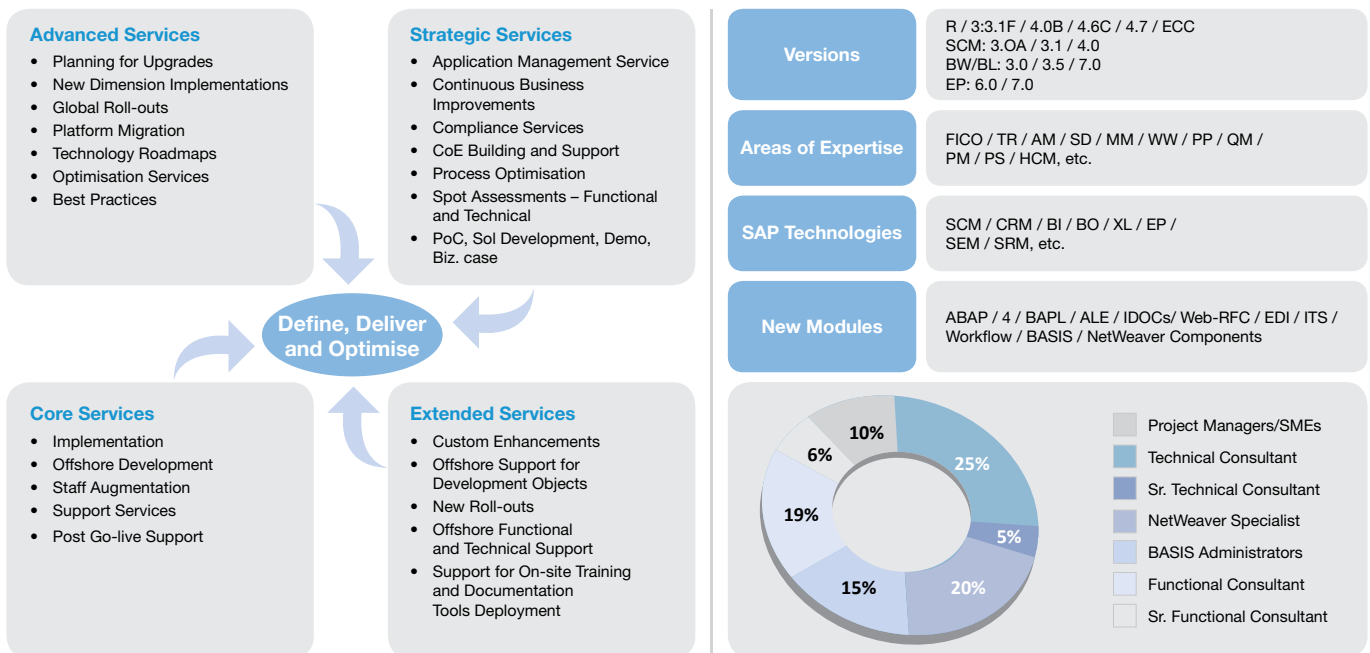 Advanced Services
• Planning for Upgrades
• New Dimension Implementations
• Global Roll-outs
• Platform Migration
• Technology Roadmaps
• Optimisation Services
• Best Practices
Strategic Services
• Application Management Service
• Continuous Business
Improvements
• Compliance Services
• CoE Building and Support
• Process Optimisation
• Spot Assessments – Functional
and Technical
• PoC, Sol Development, Demo,
Biz. case
Define, Deliver
and Optimise
Core Services
• Implementation
• Offshore Development
• Staff Augmentation
• Support Services
• Post Go-live Support
Extended Services
• Custom Enhancements
• Offshore Support for
Development Objects
• New Roll-outs
• Offshore Functional
and Technical Support
• Support for On-site Training
and Documentation
Tools Deployment
Versions
R / 3:3.1F / 4.0B / 4.6C / 4.7 / ECC
SCM: 3.OA / 3.1 / 4.0
BW/BL: 3.0 / 3.5 / 7.0
EP: 6.0 / 7.0
Areas of Expertise
FICO / TR / AM / SD / MM / WW / PP / QM /
PM / PS / HCM, etc.
SAP Technologies
SCM / CRM / BI / BO / XL / EP /
SEM / SRM, etc.
New Modules
ABAP / 4 / BAPL / ALE / IDOCs/ Web-RFC / EDI / ITS /
Workflow / BASIS / NetWeaver Components
10%
25%
5%
20%
15%
19%
6%
Project Managers/SMEs
Technical Consultant
Sr. Technical Consultant
NetWeaver Specialist
BASIS Administrators
Functional Consultant
Sr. Functional Consultant